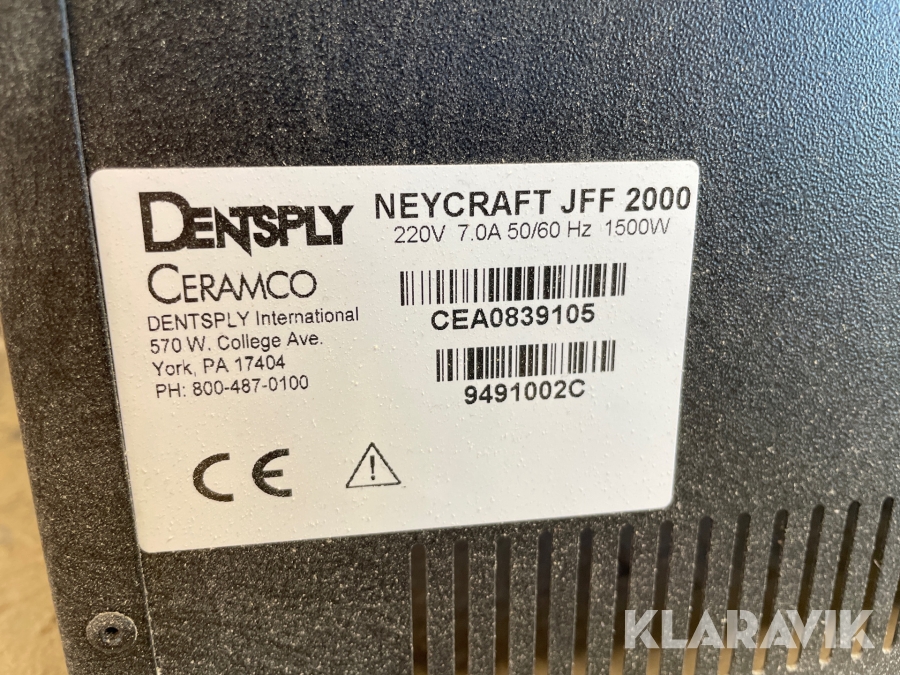 DENTSPLY
CERAMCO
DENTSPLY International
570 W. College Ave.
York, PA 17404
PH: 800-487-0100
NEYCRAFT JFF 2000
220V 7.0A 50/60 Hz 1500W
CEA0839105
9491002C
CE
KLARAVIK